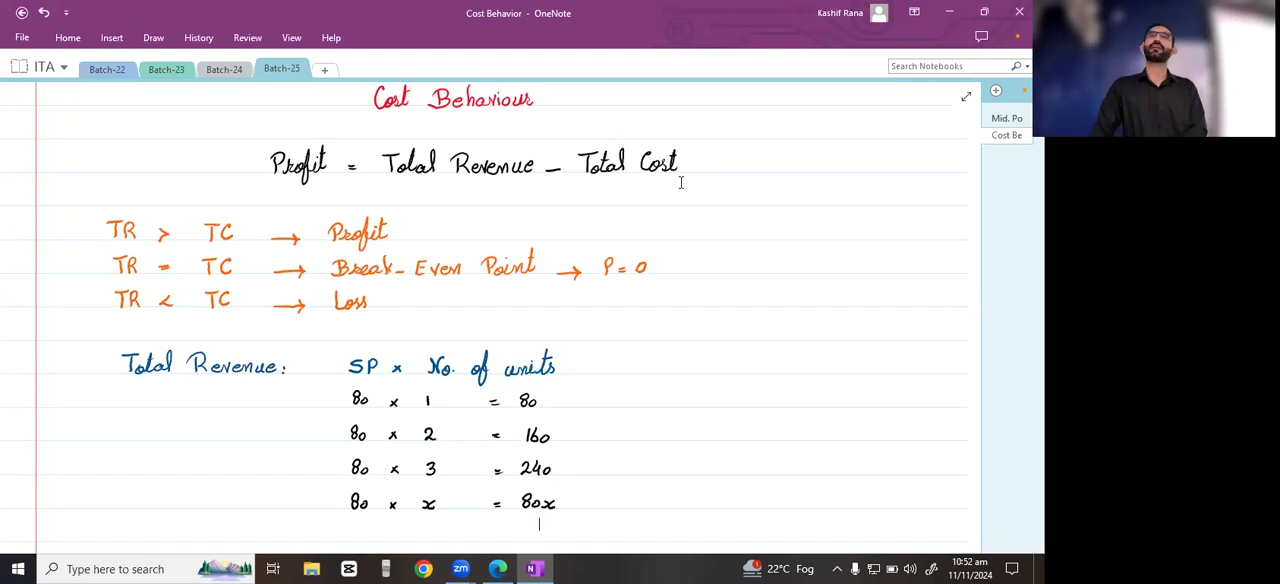 Cost Behavior - OneNote
Kashif Rana
File Home Insert Draw History Review View Help
ITA Batch-22 Batch-23 Batch-24 Batch-25 + Search Notebooks
Cost Behaviour
Mid. Po
Cost Be
Profit = Total Revenue - Total Cost
TR > TC → Profit
TR = TC → Break-Even Point → P = 0
TR < TC → Loss
Total Revenue: SP × No. of units
80 × 1 = 80
80 × 2 = 160
80 × 3 = 240
80 × x = 80x
Type here to search
22°C Fog
10:52 am
11/11/2024